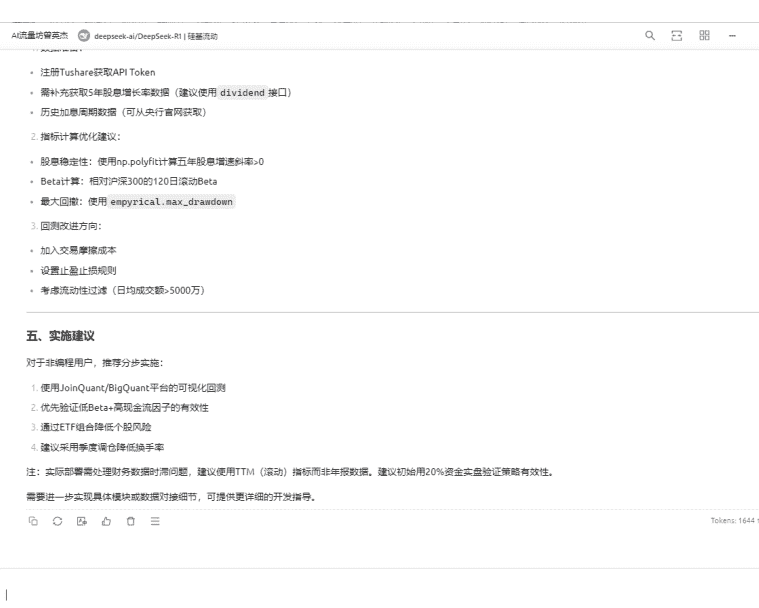 AI流量坊曾英杰 deepseek-ai/DeepSeek-R1 | 硅基流动
注册Tushare获取API Token
需补充获取5年股息增长率数据（建议使用 dividend 接口）
历史加息周期数据（可从央行官网获取）
2. 指标计算优化建议：
股息稳定性：使用np.polyfit计算五年股息增速斜率>0
Beta计算：相对沪深300的120日滚动Beta
最大回撤：使用 empyrical.max_drawdown
3. 回测改进方向：
加入交易摩擦成本
设置止盈止损规则
考虑流动性过滤（日均成交额>5000万）
五、实施建议
对于非编程用户，推荐分步实施：
1. 使用JoinQuant/BigQuant平台的可视化回测
2. 优先验证低Beta+高现金流因子的有效性
3. 通过ETF组合降低个股风险
4. 建议采用季度调仓降低换手率
注：实际部署需处理财务数据时滞问题，建议使用TTM（滚动）指标而非年报数据。建议初始用20%资金实盘验证策略有效性。
需要进一步实现具体模块或数据对接细节，可提供更详细的开发指导。
Tokens: 1644